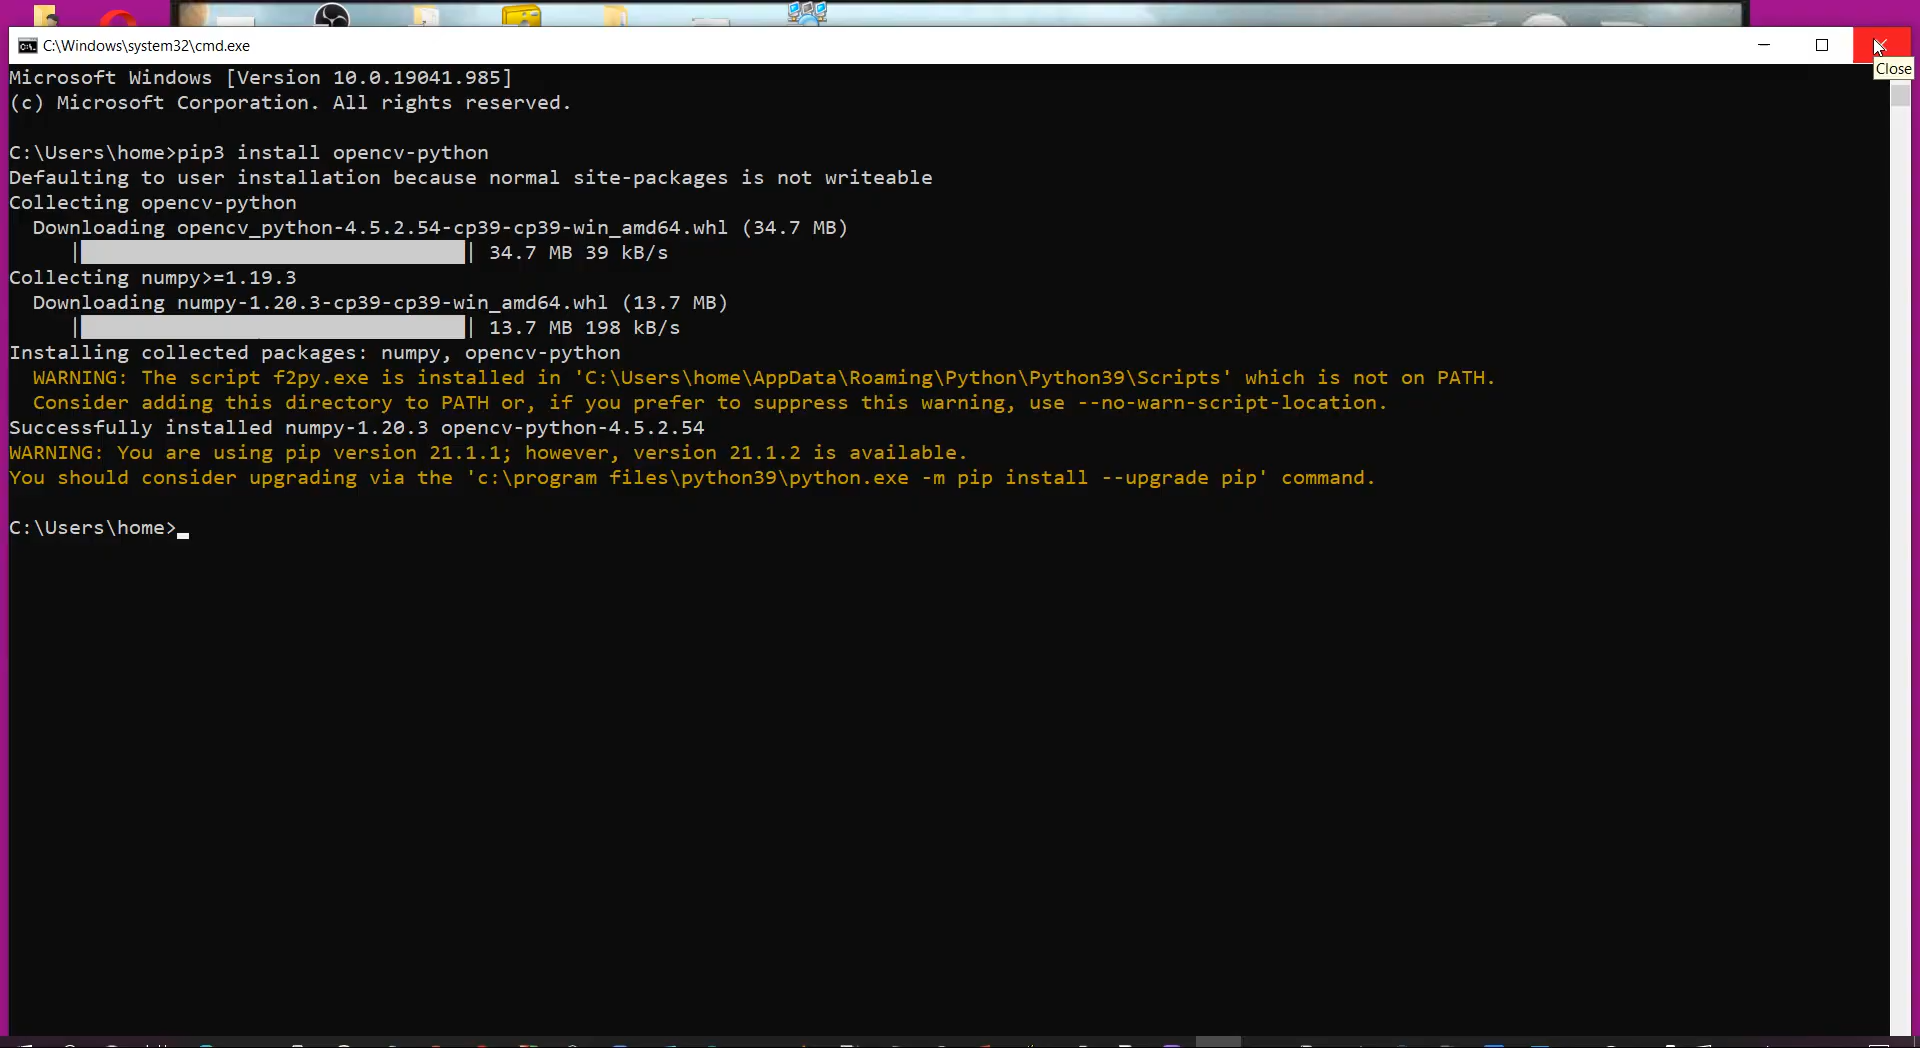 C:\Windows\system32\cmd.exe
Close
Microsoft Windows [Version 10.0.19041.985]
(c) Microsoft Corporation. All rights reserved.
C:\Users\home>pip3 install opencv-python
Defaulting to user installation because normal site-packages is not writeable
Collecting opencv-python
Downloading opencv_python-4.5.2.54-cp39-cp39-win_amd64.whl (34.7 MB)
| | 34.7 MB 39 kB/s
Collecting numpy>=1.19.3
Downloading numpy-1.20.3-cp39-cp39-win_amd64.whl (13.7 MB)
| | 13.7 MB 198 kB/s
Installing collected packages: numpy, opencv-python
WARNING: The script f2py.exe is installed in 'C:\Users\home\AppData\Roaming\Python\Python39\Scripts' which is not on PATH.
Consider adding this directory to PATH or, if you prefer to suppress this warning, use --no-warn-script-location.
Successfully installed numpy-1.20.3 opencv-python-4.5.2.54
WARNING: You are using pip version 21.1.1; however, version 21.1.2 is available.
You should consider upgrading via the 'c:\program files\python39\python.exe -m pip install --upgrade pip' command.
C:\Users\home>